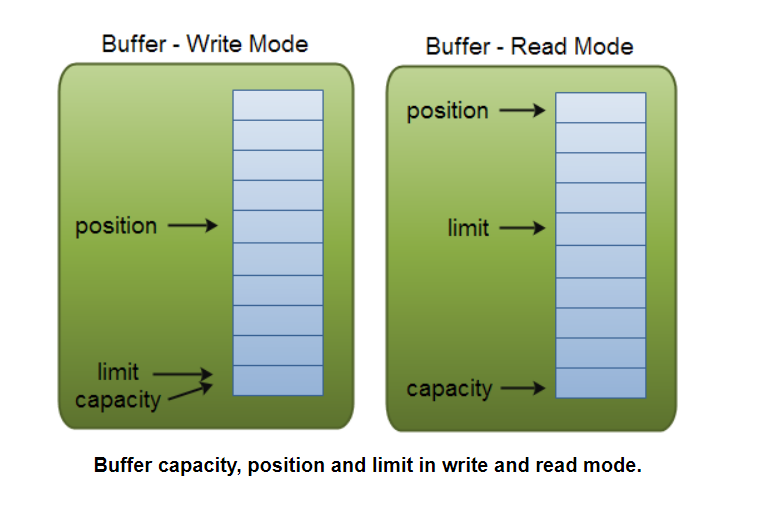 Buffer - Write Mode
Buffer - Read Mode
position
limit
capacity
position
limit
capacity
Buffer capacity, position and limit in write and read mode.